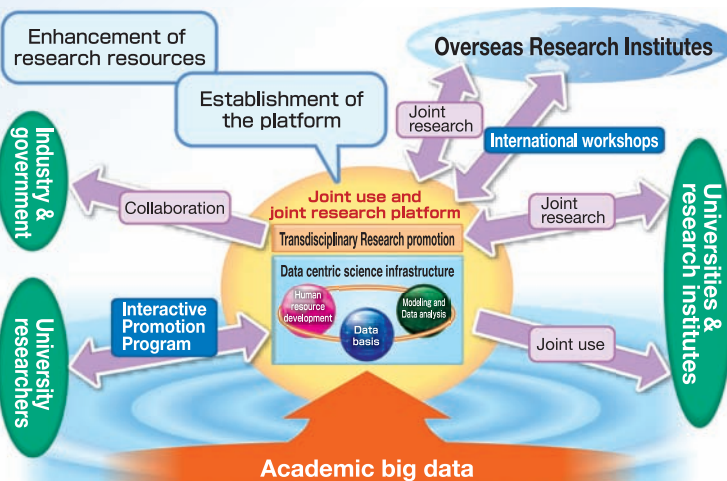 Enhancement of
research resources
Overseas Research Institutes
Establishment of
the platform
Joint
research
International workshops
Industry &
government
Collaboration
Joint use and
joint research platform
Transdisciplinary Research promotion
Joint
research
Universities &
research institutes
Data centric science infrastructure
Human
resource
development
Modeling and
Data analysis
Data
basis
Interactive
Promotion
Program
University
researchers
Joint use
Academic big data